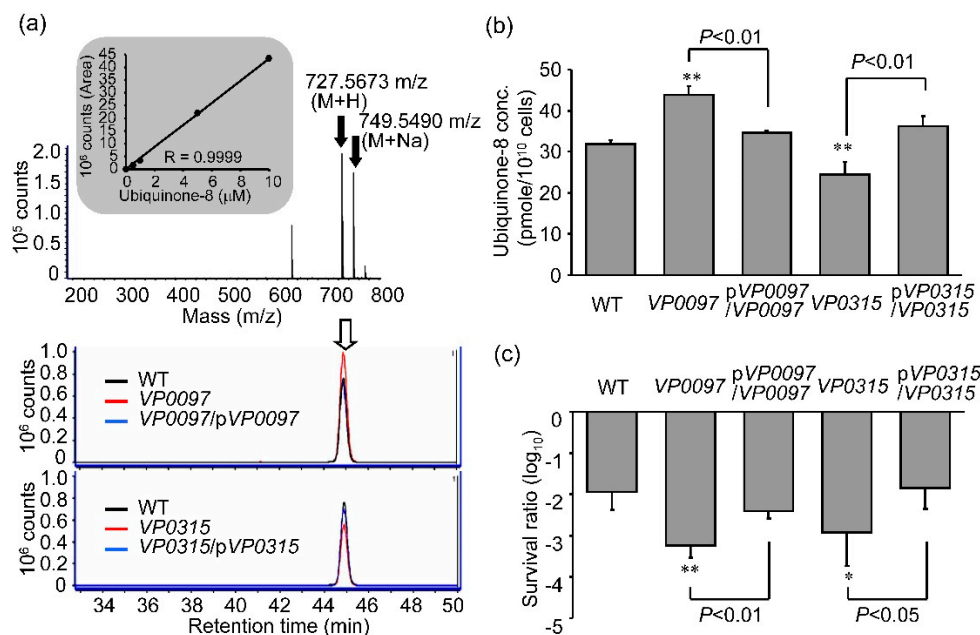 (a)
45
40
35
30
25
20
15
10
5
0
10⁶ counts (Area)
R = 0.9999
0 2 4 6 8 10
Ubiquinone-8 (μM)
727.5673 m/z
(M+H)
749.5490 m/z
(M+Na)
2.0
1.5
1.0
0.5
0
10⁵ counts
200 300 400 500 600 700 800
Mass (m/z)
1.0
0.8
0.6
0.4
0.2
0
10⁶ counts
WT
VP0097
VP0097/pVP0097
1.0
0.8
0.6
0.4
0.2
0
10⁶ counts
WT
VP0315
VP0315/pVP0315
34 36 38 40 42 44 46 48 50
Retention time (min)
(b)
P<0.01
P<0.01
50
40
30
20
10
0
Ubiquinone-8 conc.
(pmole/10¹⁰ cells)
**
**
WT VP0097 pVP0097 VP0315 pVP0315
/VP0097 /VP0315
(c)
WT VP0097 pVP0097 VP0315 pVP0315
/VP0097 /VP0315
0
-1
-2
-3
-4
-5
Survival ratio (log₁₀)
**
*
P<0.01
P<0.05